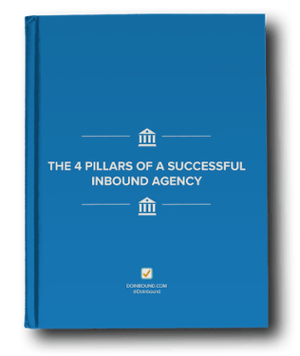 THE 4 PILLARS OF A SUCCESSFUL
INBOUND AGENCY
DOINBOUND.COM
@DoInbound